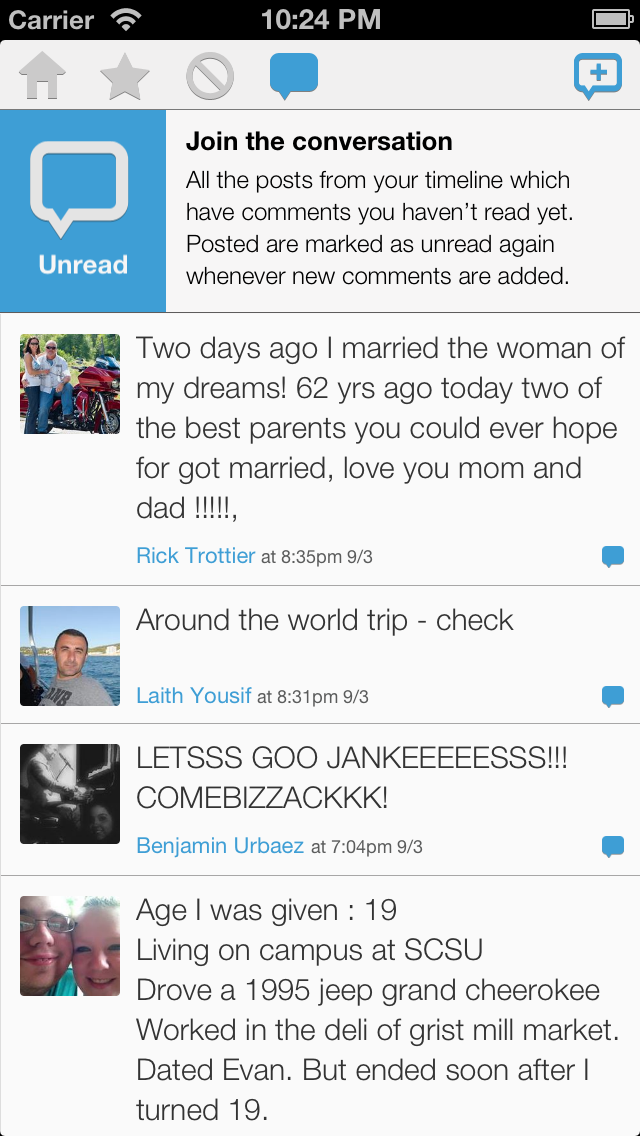 Carrier 10:24 PM
Join the conversation
All the posts from your timeline which
have comments you haven’t read yet.
Posted are marked as unread again
whenever new comments are added.
Unread
Two days ago I married the woman of
my dreams! 62 yrs ago today two of
the best parents you could ever hope
for got married, love you mom and
dad !!!!!,
Rick Trottier at 8:35pm 9/3
Around the world trip - check
Laith Yousif at 8:31pm 9/3
LETSSS GOO JANKEEEEESSS!!!
COMEBIZZACKKK!
Benjamin Urbaez at 7:04pm 9/3
Age I was given : 19
Living on campus at SCSU
Drove a 1995 jeep grand cheerokee
Worked in the deli of grist mill market.
Dated Evan. But ended soon after I
turned 19.